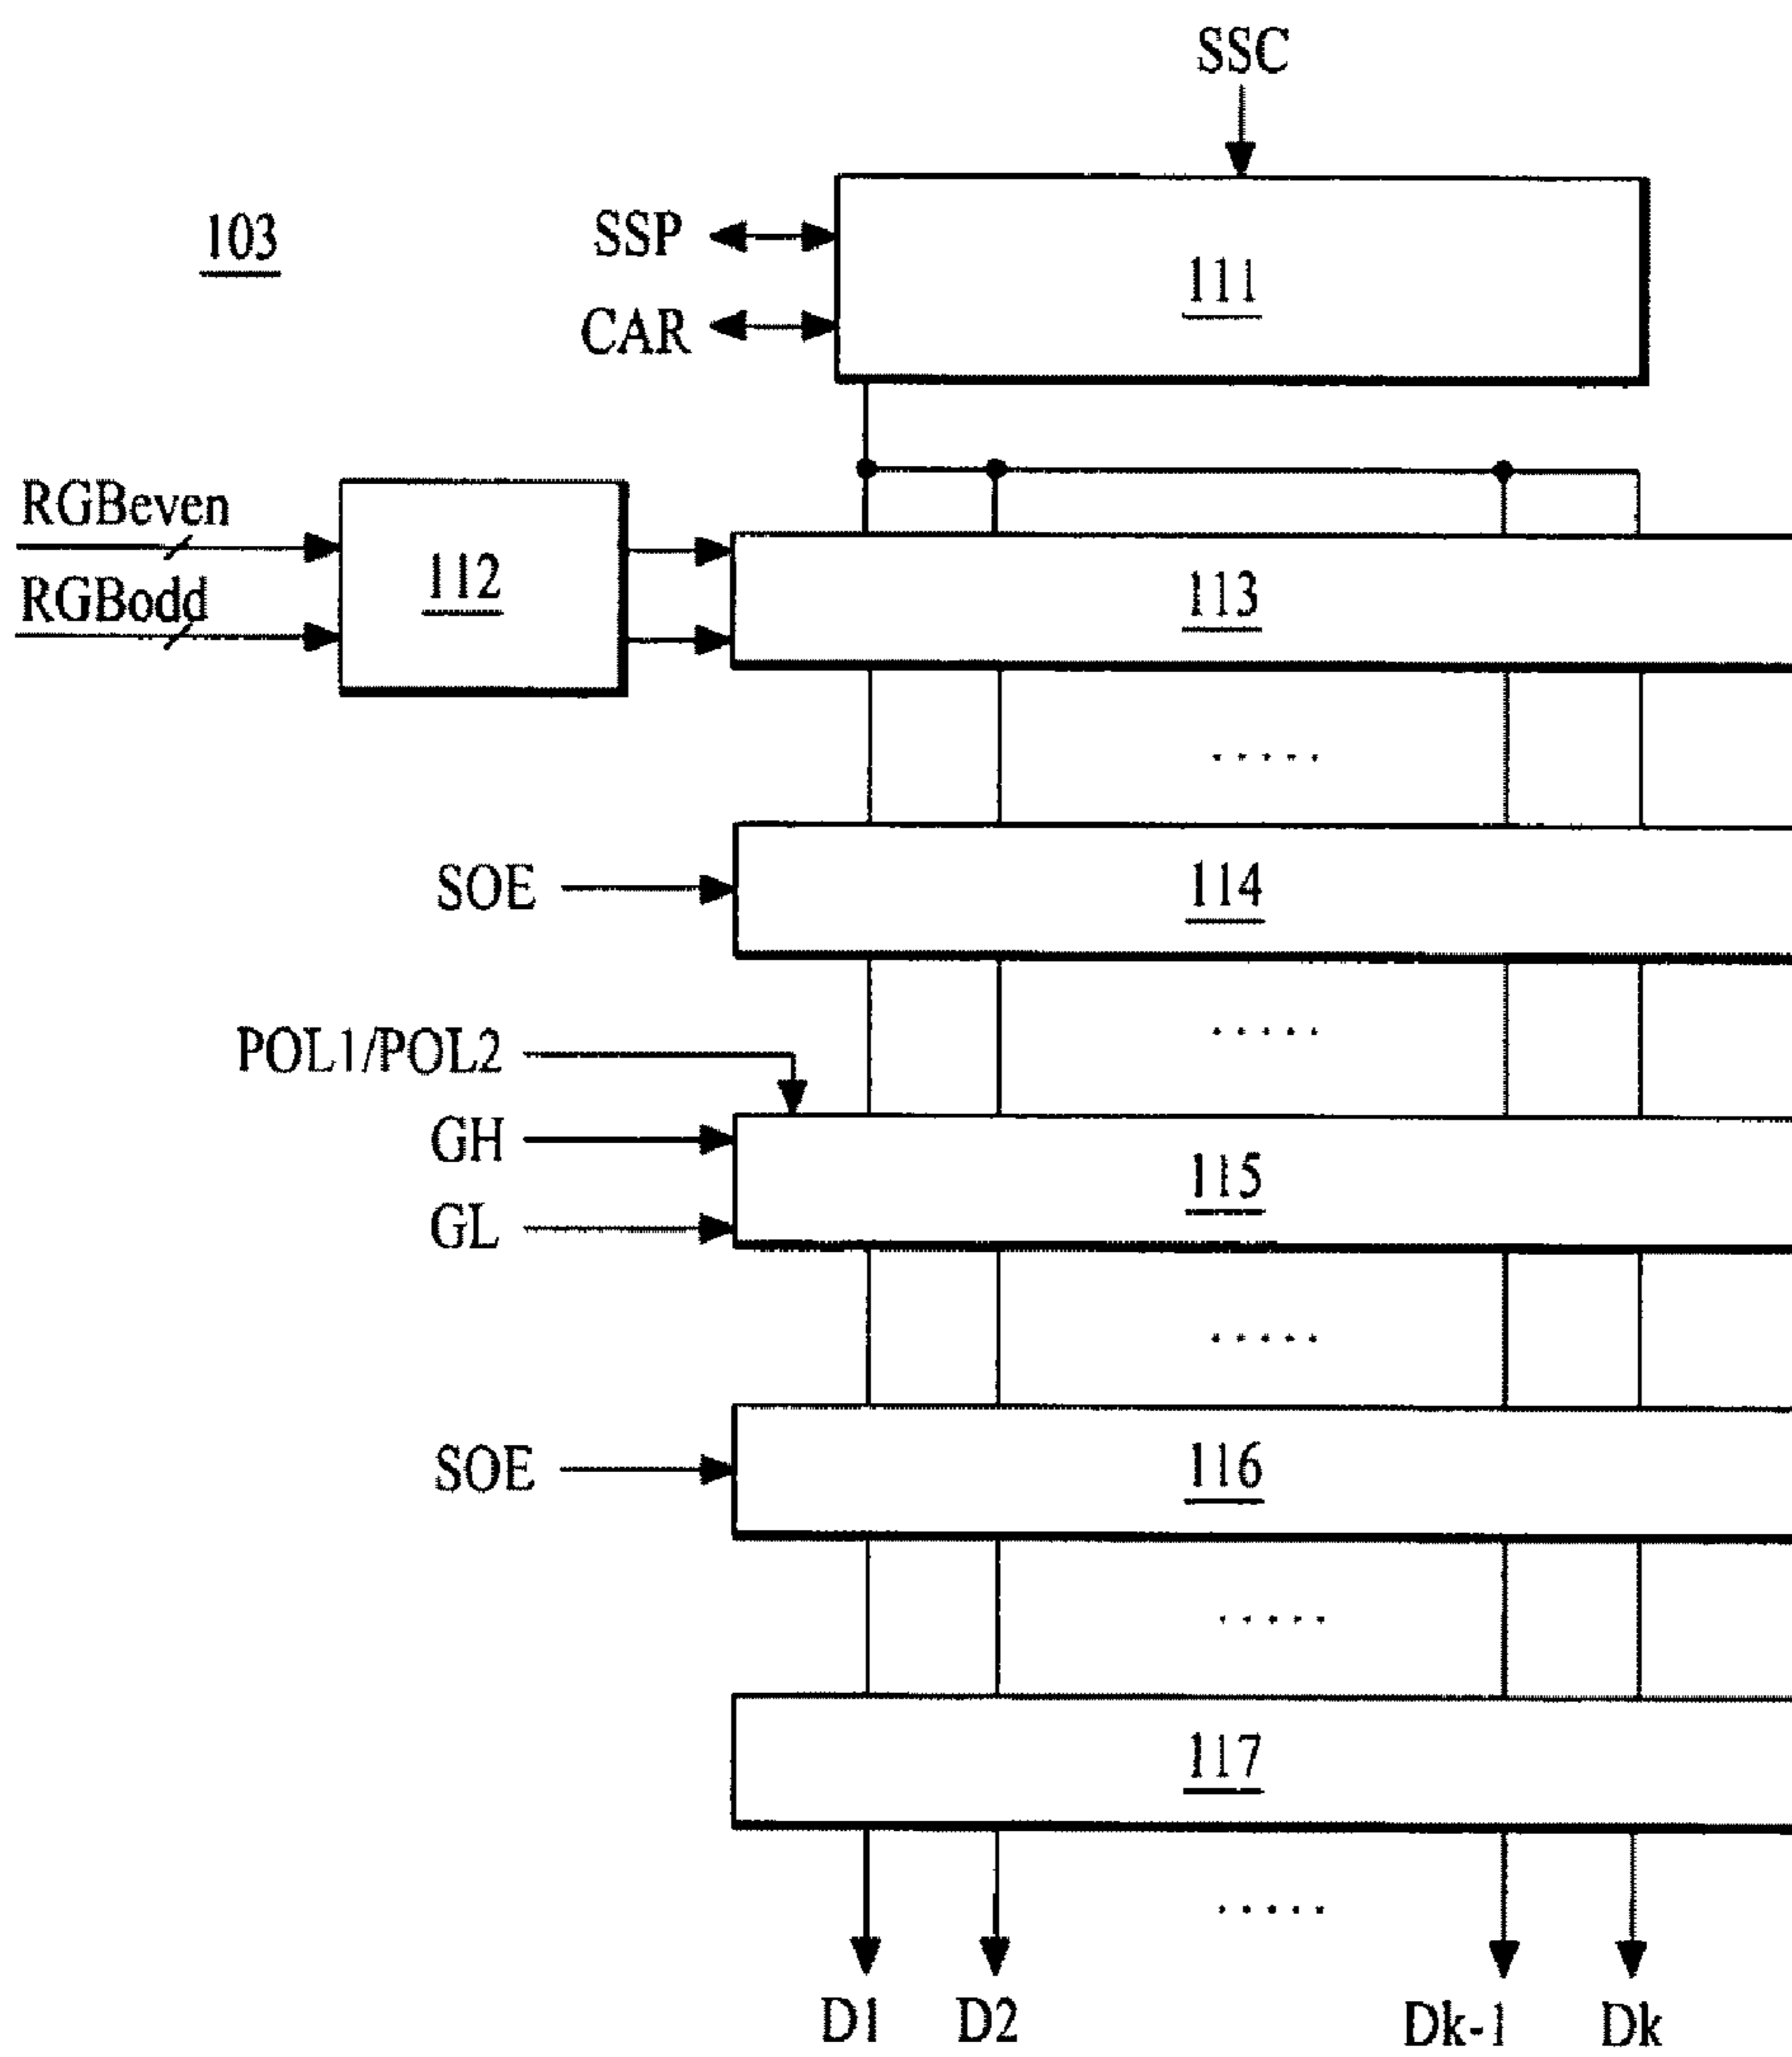 SSC
103
SSP
111
CAR
RGBeven
112
RGBodd
113
SOE
114
POL1/POL2
GH
115
GL
SOE
116
117
D1 D2 ..... Dk-1 Dk